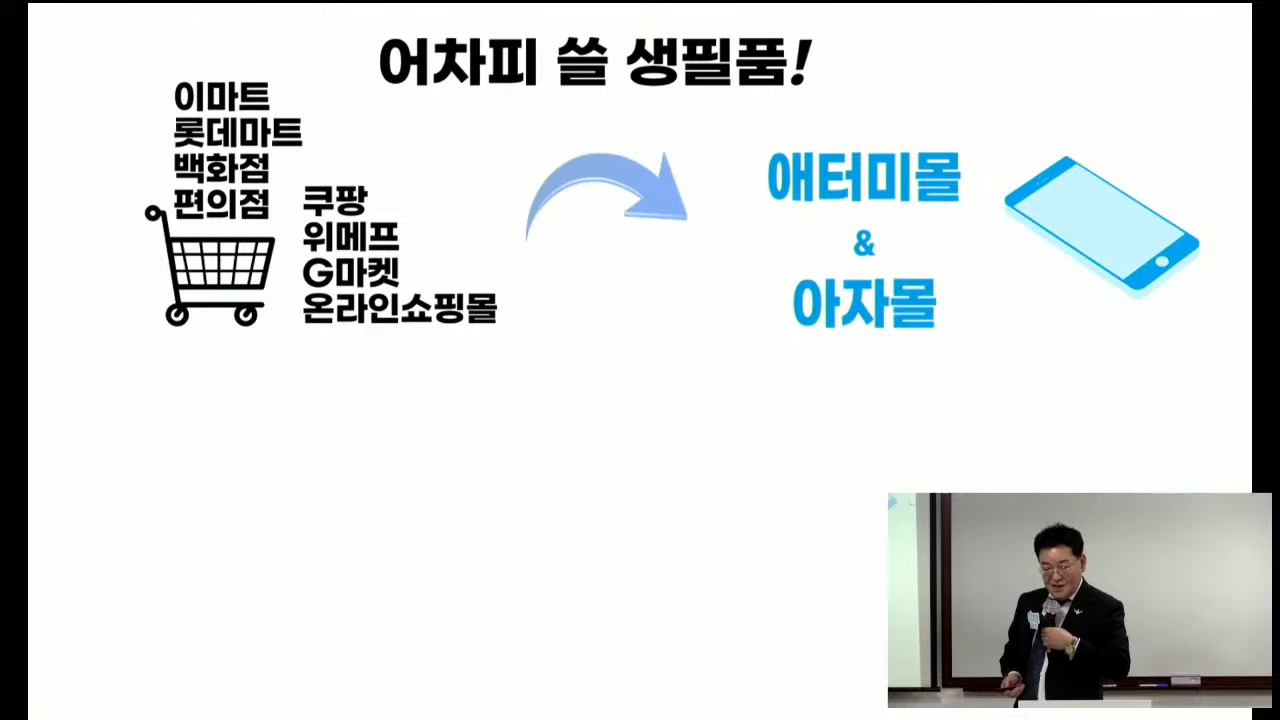 어차피 쓸 생필품!
이마트
롯데마트
백화점
편의점
쿠팡
위메프
G마켓
온라인쇼핑몰
애터미몰
&
아자몰